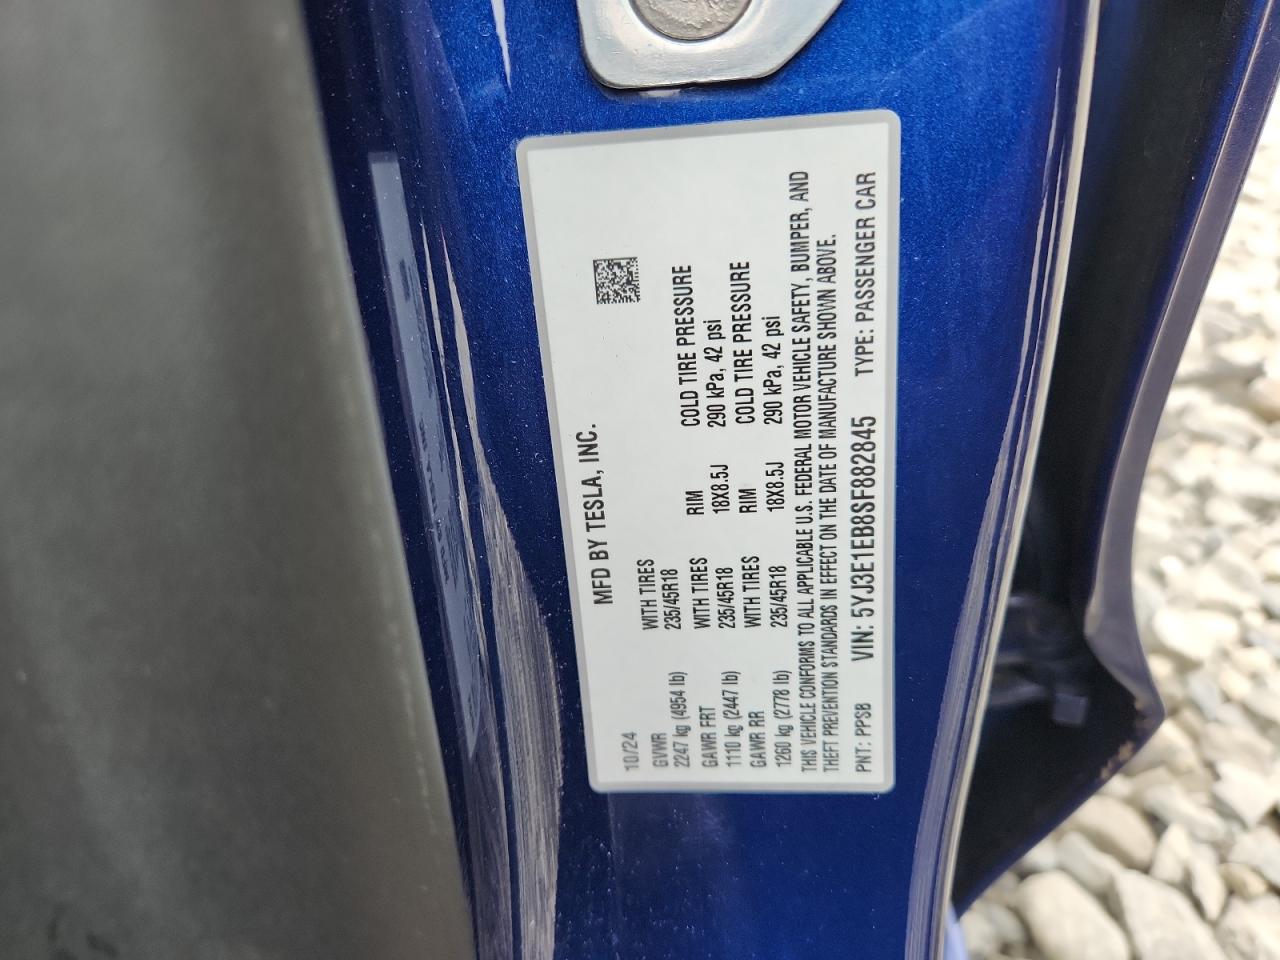 MFD BY TESLA, INC.
10/24
GVWR WITH TIRES RIM COLD TIRE PRESSURE
2247 kg (4954 lb) 235/45R18
GAWR FRT WITH TIRES RIM COLD TIRE PRESSURE
1110 kg (2447 lb) 235/45R18 18X8.5J 290 kPa, 42 psi
GAWR RR WITH TIRES RIM COLD TIRE PRESSURE
1260 kg (2778 lb) 235/45R18 18X8.5J 290 kPa, 42 psi
THIS VEHICLE CONFORMS TO ALL APPLICABLE U.S. FEDERAL MOTOR VEHICLE SAFETY, BUMPER, AND
THEFT PREVENTION STANDARDS IN EFFECT ON THE DATE OF MANUFACTURE SHOWN ABOVE.
PNT: PPSB VIN: 5YJ3E1EB8SF882845 TYPE: PASSENGER CAR